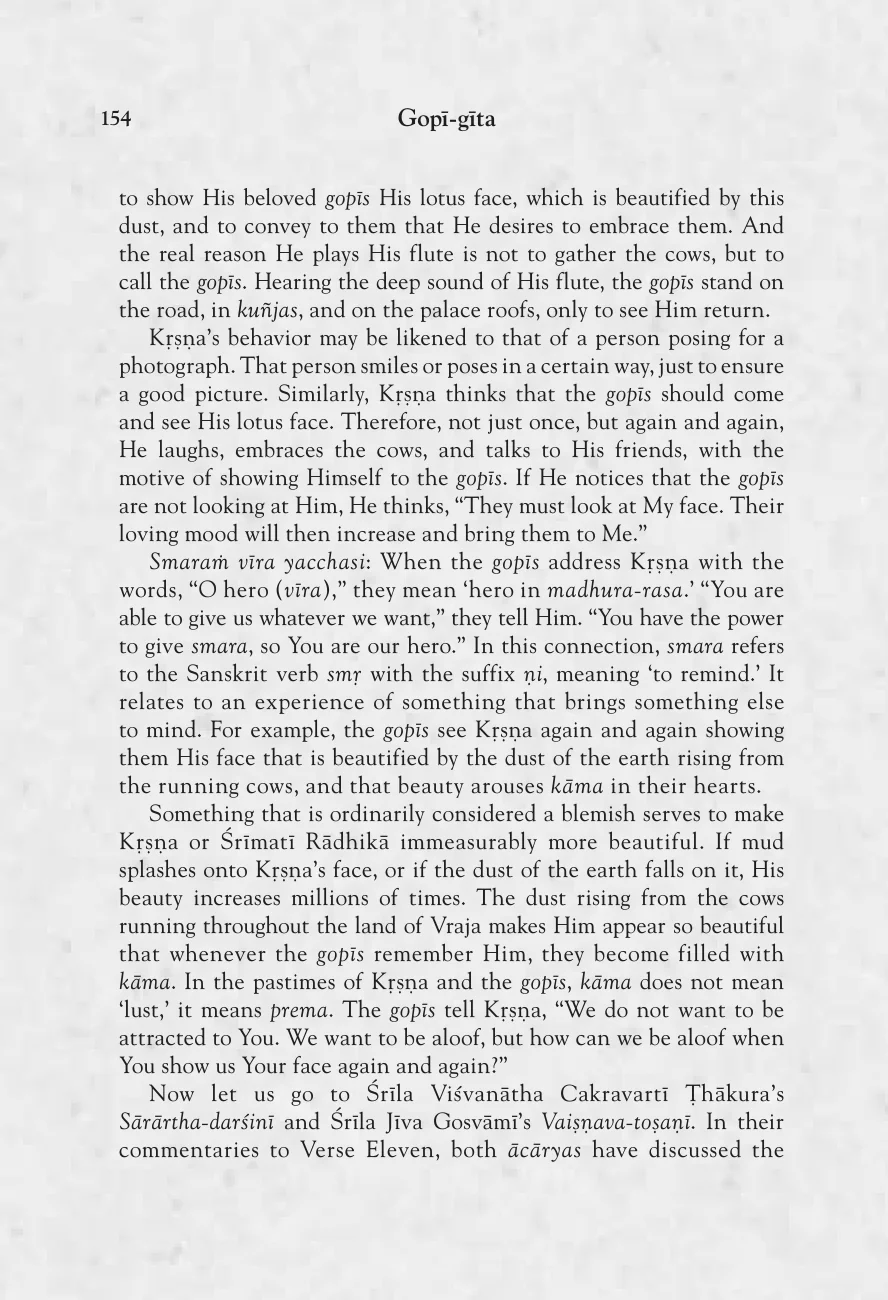 154
Gopī-gīta
to show His beloved gopīs His lotus face, which is beautified by this
dust, and to convey to them that He desires to embrace them. And
the real reason He plays His flute is not to gather the cows, but to
call the gopīs. Hearing the deep sound of His flute, the gopīs stand on
the road, in kuñjas, and on the palace roofs, only to see Him return.
Kṛṣṇa’s behavior may be likened to that of a person posing for a
photograph. That person smiles or poses in a certain way, just to ensure
a good picture. Similarly, Kṛṣṇa thinks that the gopīs should come
and see His lotus face. Therefore, not just once, but again and again,
He laughs, embraces the cows, and talks to His friends, with the
motive of showing Himself to the gopīs. If He notices that the gopīs
are not looking at Him, He thinks, “They must look at My face. Their
loving mood will then increase and bring them to Me.”
Smaraṁ vīra yacchasi: When the gopīs address Kṛṣṇa with the
words, “O hero (vīra),” they mean ‘hero in madhura-rasa.’ “You are
able to give us whatever we want,” they tell Him. “You have the power
to give smara, so You are our hero.” In this connection, smara refers
to the Sanskrit verb smṛ with the suffix ṇi, meaning ‘to remind.’ It
relates to an experience of something that brings something else
to mind. For example, the gopīs see Kṛṣṇa again and again showing
them His face that is beautified by the dust of the earth rising from
the running cows, and that beauty arouses kāma in their hearts.
Something that is ordinarily considered a blemish serves to make
Kṛṣṇa or Śrīmatī Rādhikā immeasurably more beautiful. If mud
splashes onto Kṛṣṇa’s face, or if the dust of the earth falls on it, His
beauty increases millions of times. The dust rising from the cows
running throughout the land of Vraja makes Him appear so beautiful
that whenever the gopīs remember Him, they become filled with
kāma. In the pastimes of Kṛṣṇa and the gopīs, kāma does not mean
‘lust,’ it means prema. The gopīs tell Kṛṣṇa, “We do not want to be
attracted to You. We want to be aloof, but how can we be aloof when
You show us Your face again and again?”
Now let us go to Śrīla Viśvanātha Cakravartī Ṭhākura’s
Sārārtha-darśinī and Śrīla Jīva Gosvāmī’s Vaiṣṇava-toṣaṇī. In their
commentaries to Verse Eleven, both ācāryas have discussed the